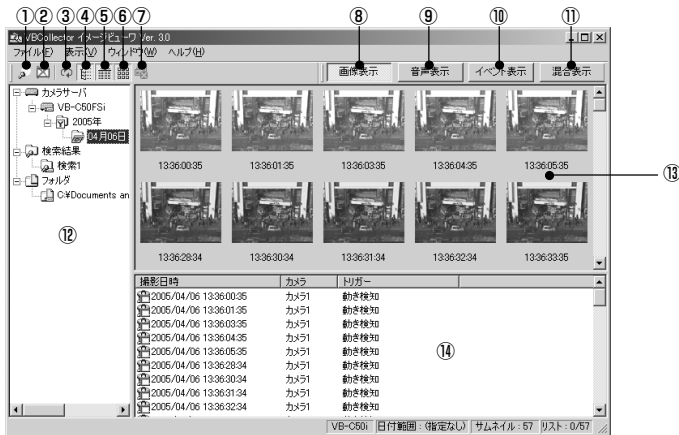 ① ② ③ ④ ⑤ ⑥ ⑦ ⑧ ⑨ ⑩ ⑪
VBCollector イメージビューワ Ver. 3.0
ファイル(F) 表示(V) ウィンドウ(W) ヘルプ(H)
画像表示 音声表示 イベント表示 混合表示
カメラサーバ
VB-C50FSi
2005年
04月06日
検索結果
検索1
フォルダ
C:¥Documents an
⑫
13:36:00:35 13:36:01:35 13:36:03:35 13:36:04:35 13:36:05:35
⑬
13:36:28:34 13:36:30:34 13:36:31:34 13:36:32:34 13:36:33:35
撮影日時 カメラ トリガー
2005/04/06 13:36:00:35 カメラ1 動き検知
2005/04/06 13:36:01:35 カメラ1 動き検知
2005/04/06 13:36:03:35 カメラ1 動き検知
2005/04/06 13:36:04:35 カメラ1 動き検知
2005/04/06 13:36:05:35 カメラ1 動き検知
2005/04/06 13:36:28:34 カメラ1 動き検知
2005/04/06 13:36:30:34 カメラ1 動き検知
2005/04/06 13:36:31:34 カメラ1 動き検知
2005/04/06 13:36:32:34 カメラ1 動き検知
⑭
VB-C50i 日付範囲 : (指定なし) サムネイル : 57 リスト : 0/57